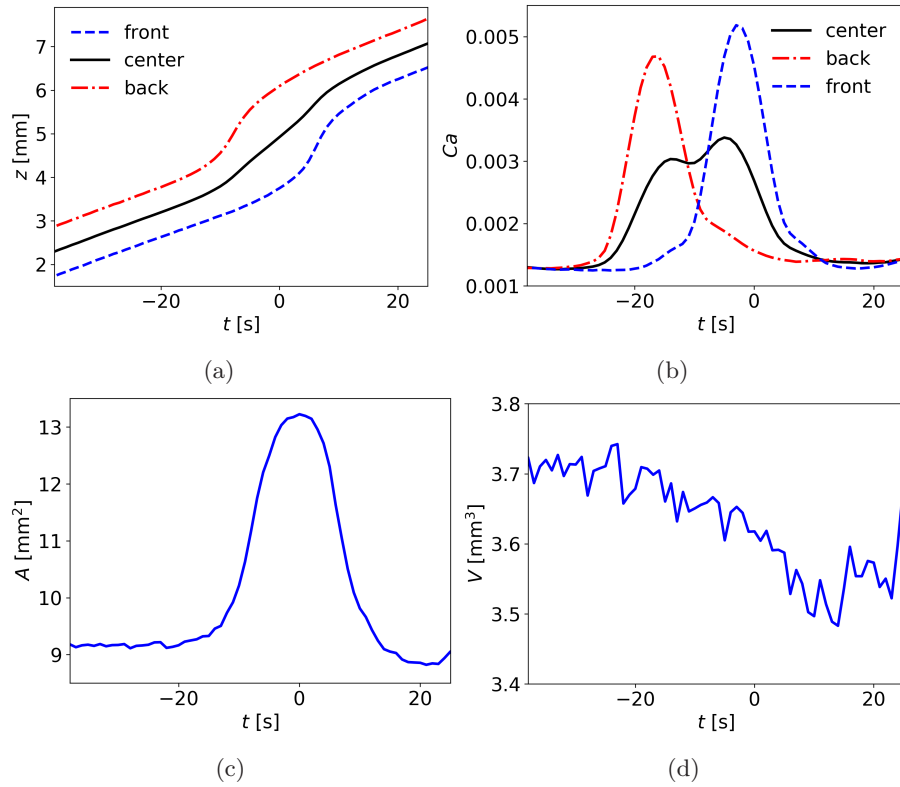 7
6
5
4
3
2
z [mm]
front
center
back
−20
0
20
t [s]
(a)
0.005
0.004
0.003
0.002
0.001
Ca
center
back
front
−20
0
20
t [s]
(b)
13
12
11
10
9
A [mm²]
−20
0
20
t [s]
(c)
3.8
3.7
3.6
3.5
3.4
V [mm³]
−20
0
20
t [s]
(d)